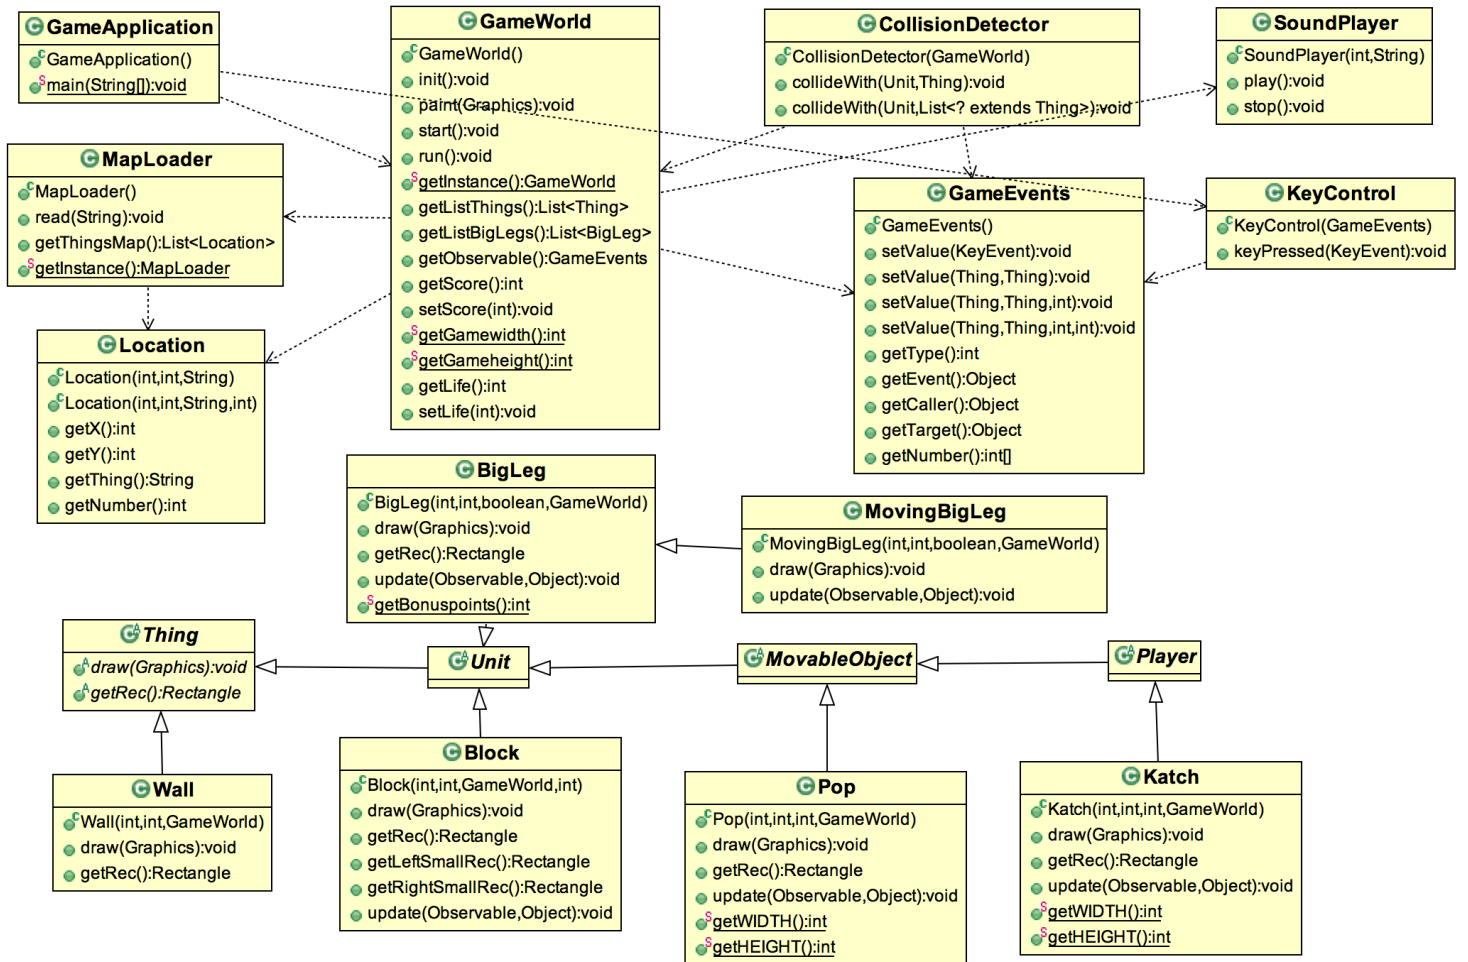 GameApplication
GameApplication()
main(String[]):void
GameWorld
GameWorld()
init():void
paint(Graphics):void
start():void
run():void
getInstance():GameWorld
getListThings():List<Thing>
getListBigLegs():List<BigLeg>
getObservable():GameEvents
getScore():int
setScore(int):void
getGamewidth():int
getGameheight():int
getLife():int
setLife(int):void
CollisionDetector
CollisionDetector(GameWorld)
collideWith(Unit,Thing):void
collideWith(Unit,List<? extends Thing>):void
SoundPlayer
SoundPlayer(int,String)
play():void
stop():void
MapLoader
MapLoader()
read(String):void
getThingsMap():List<Location>
getInstance():MapLoader
GameEvents
GameEvents()
setValue(KeyEvent):void
setValue(Thing,Thing):void
setValue(Thing,Thing,int):void
setValue(Thing,Thing,int,int):void
getType():int
getEvent():Object
getCaller():Object
getTarget():Object
getNumber():int[]
KeyControl
KeyControl(GameEvents)
keyPressed(KeyEvent):void
Location
Location(int,int,String)
Location(int,int,String,int)
getX():int
getY():int
getThing():String
getNumber():int
BigLeg
BigLeg(int,int,boolean,GameWorld)
draw(Graphics):void
getRec():Rectangle
update(Observable,Object):void
getBonuspoints():int
MovingBigLeg
MovingBigLeg(int,int,boolean,GameWorld)
draw(Graphics):void
update(Observable,Object):void
Thing
draw(Graphics):void
getRec():Rectangle
Unit
MovableObject
Player
Wall
Wall(int,int,GameWorld)
draw(Graphics):void
getRec():Rectangle
Block
Block(int,int,GameWorld,int)
draw(Graphics):void
getRec():Rectangle
getLeftSmallRec():Rectangle
getRightSmallRec():Rectangle
update(Observable,Object):void
Pop
Pop(int,int,int,GameWorld)
draw(Graphics):void
getRec():Rectangle
update(Observable,Object):void
getWIDTH():int
getHEIGHT():int
Katch
Katch(int,int,int,GameWorld)
draw(Graphics):void
getRec():Rectangle
update(Observable,Object):void
getWIDTH():int
getHEIGHT():int